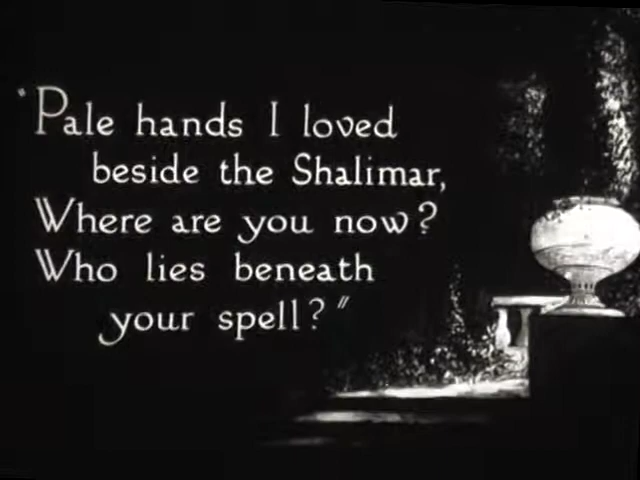 "Pale hands I loved
beside the Shalimar,
Where are you now?
Who lies beneath
your spell?"